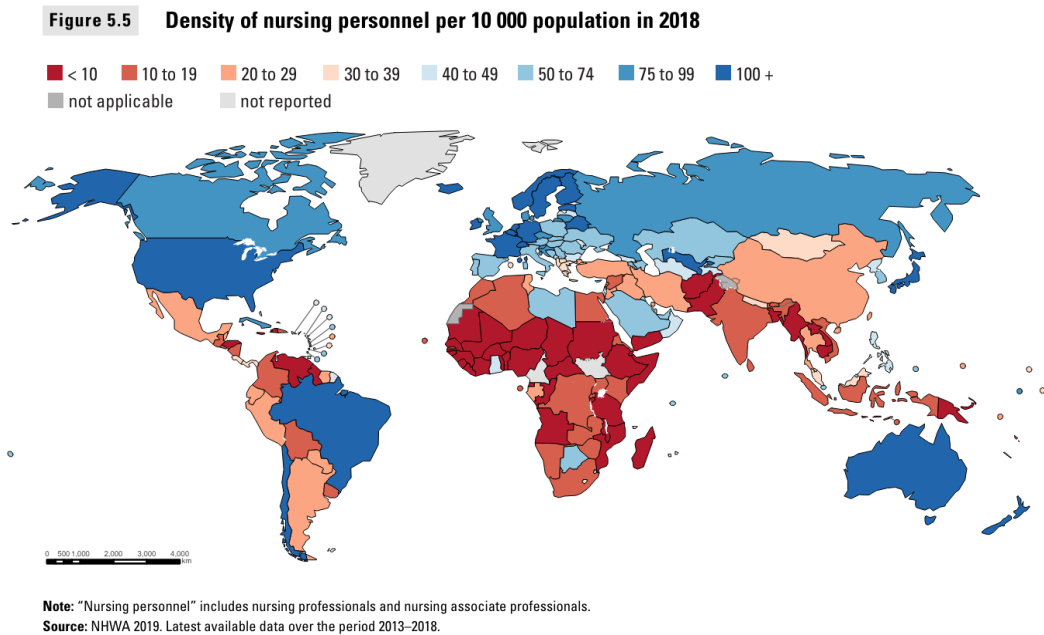 Figure 5.5 Density of nursing personnel per 10 000 population in 2018
< 10 10 to 19 20 to 29 30 to 39 40 to 49 50 to 74 75 to 99 100 +
not applicable not reported
0 500 1,000 2,000 3,000 4,000
km
Note: “Nursing personnel” includes nursing professionals and nursing associate professionals.
Source: NHWA 2019. Latest available data over the period 2013–2018.